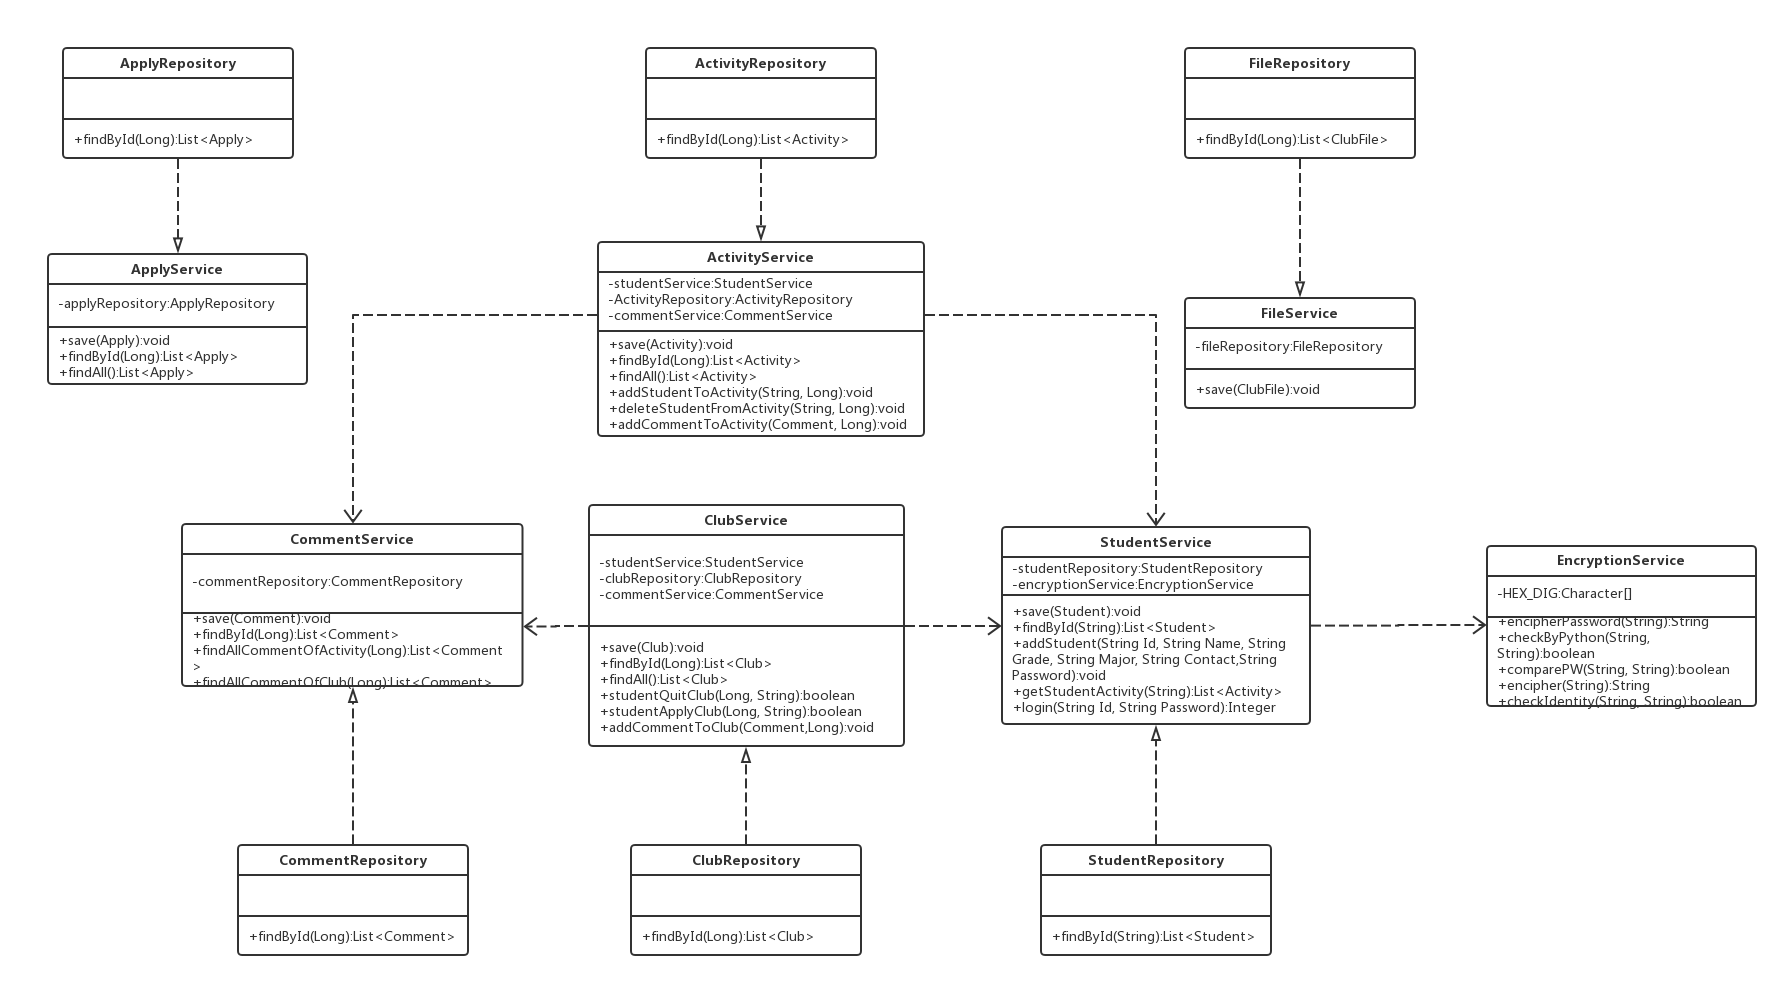 ApplyRepository
+findById(Long):List<Apply>
ActivityRepository
+findById(Long):List<Activity>
FileRepository
+findById(Long):List<ClubFile>
ApplyService
-applyRepository:ApplyRepository
+save(Apply):void
+findById(Long):List<Apply>
+findAll():List<Apply>
ActivityService
-studentService:StudentService
-ActivityRepository:ActivityRepository
-commentService:CommentService
+save(Activity):void
+findById(Long):List<Activity>
+findAll():List<Activity>
+addStudentToActivity(String, Long):void
+deleteStudentFromActivity(String, Long):void
+addCommentToActivity(Comment, Long):void
FileService
-fileRepository:FileRepository
+save(ClubFile):void
CommentService
-commentRepository:CommentRepository
+save(Comment):void
+findById(Long):List<Comment>
+findAllCommentOfActivity(Long):List<Comment
>
+findAllCommentOfClub(Long):List<Comment>
ClubService
-studentService:StudentService
-clubRepository:ClubRepository
-commentService:CommentService
+save(Club):void
+findById(Long):List<Club>
+findAll():List<Club>
+studentQuitClub(Long, String):boolean
+studentApplyClub(Long, String):boolean
+addCommentToClub(Comment,Long):void
StudentService
-studentRepository:StudentRepository
-encryptionService:EncryptionService
+save(Student):void
+findById(String):List<Student>
+addStudent(String Id, String Name, String
Grade, String Major, String Contact,String
Password):void
+getStudentActivity(String):List<Activity>
+login(String Id, String Password):Integer
EncryptionService
-HEX_DIG:Character[]
+encipherPassword(String):String
+checkByPython(String,
String):boolean
+comparePW(String, String):boolean
+encipher(String):String
+checkIdentity(String, String):boolean
CommentRepository
+findById(Long):List<Comment>
ClubRepository
+findById(Long):List<Club>
StudentRepository
+findById(String):List<Student>